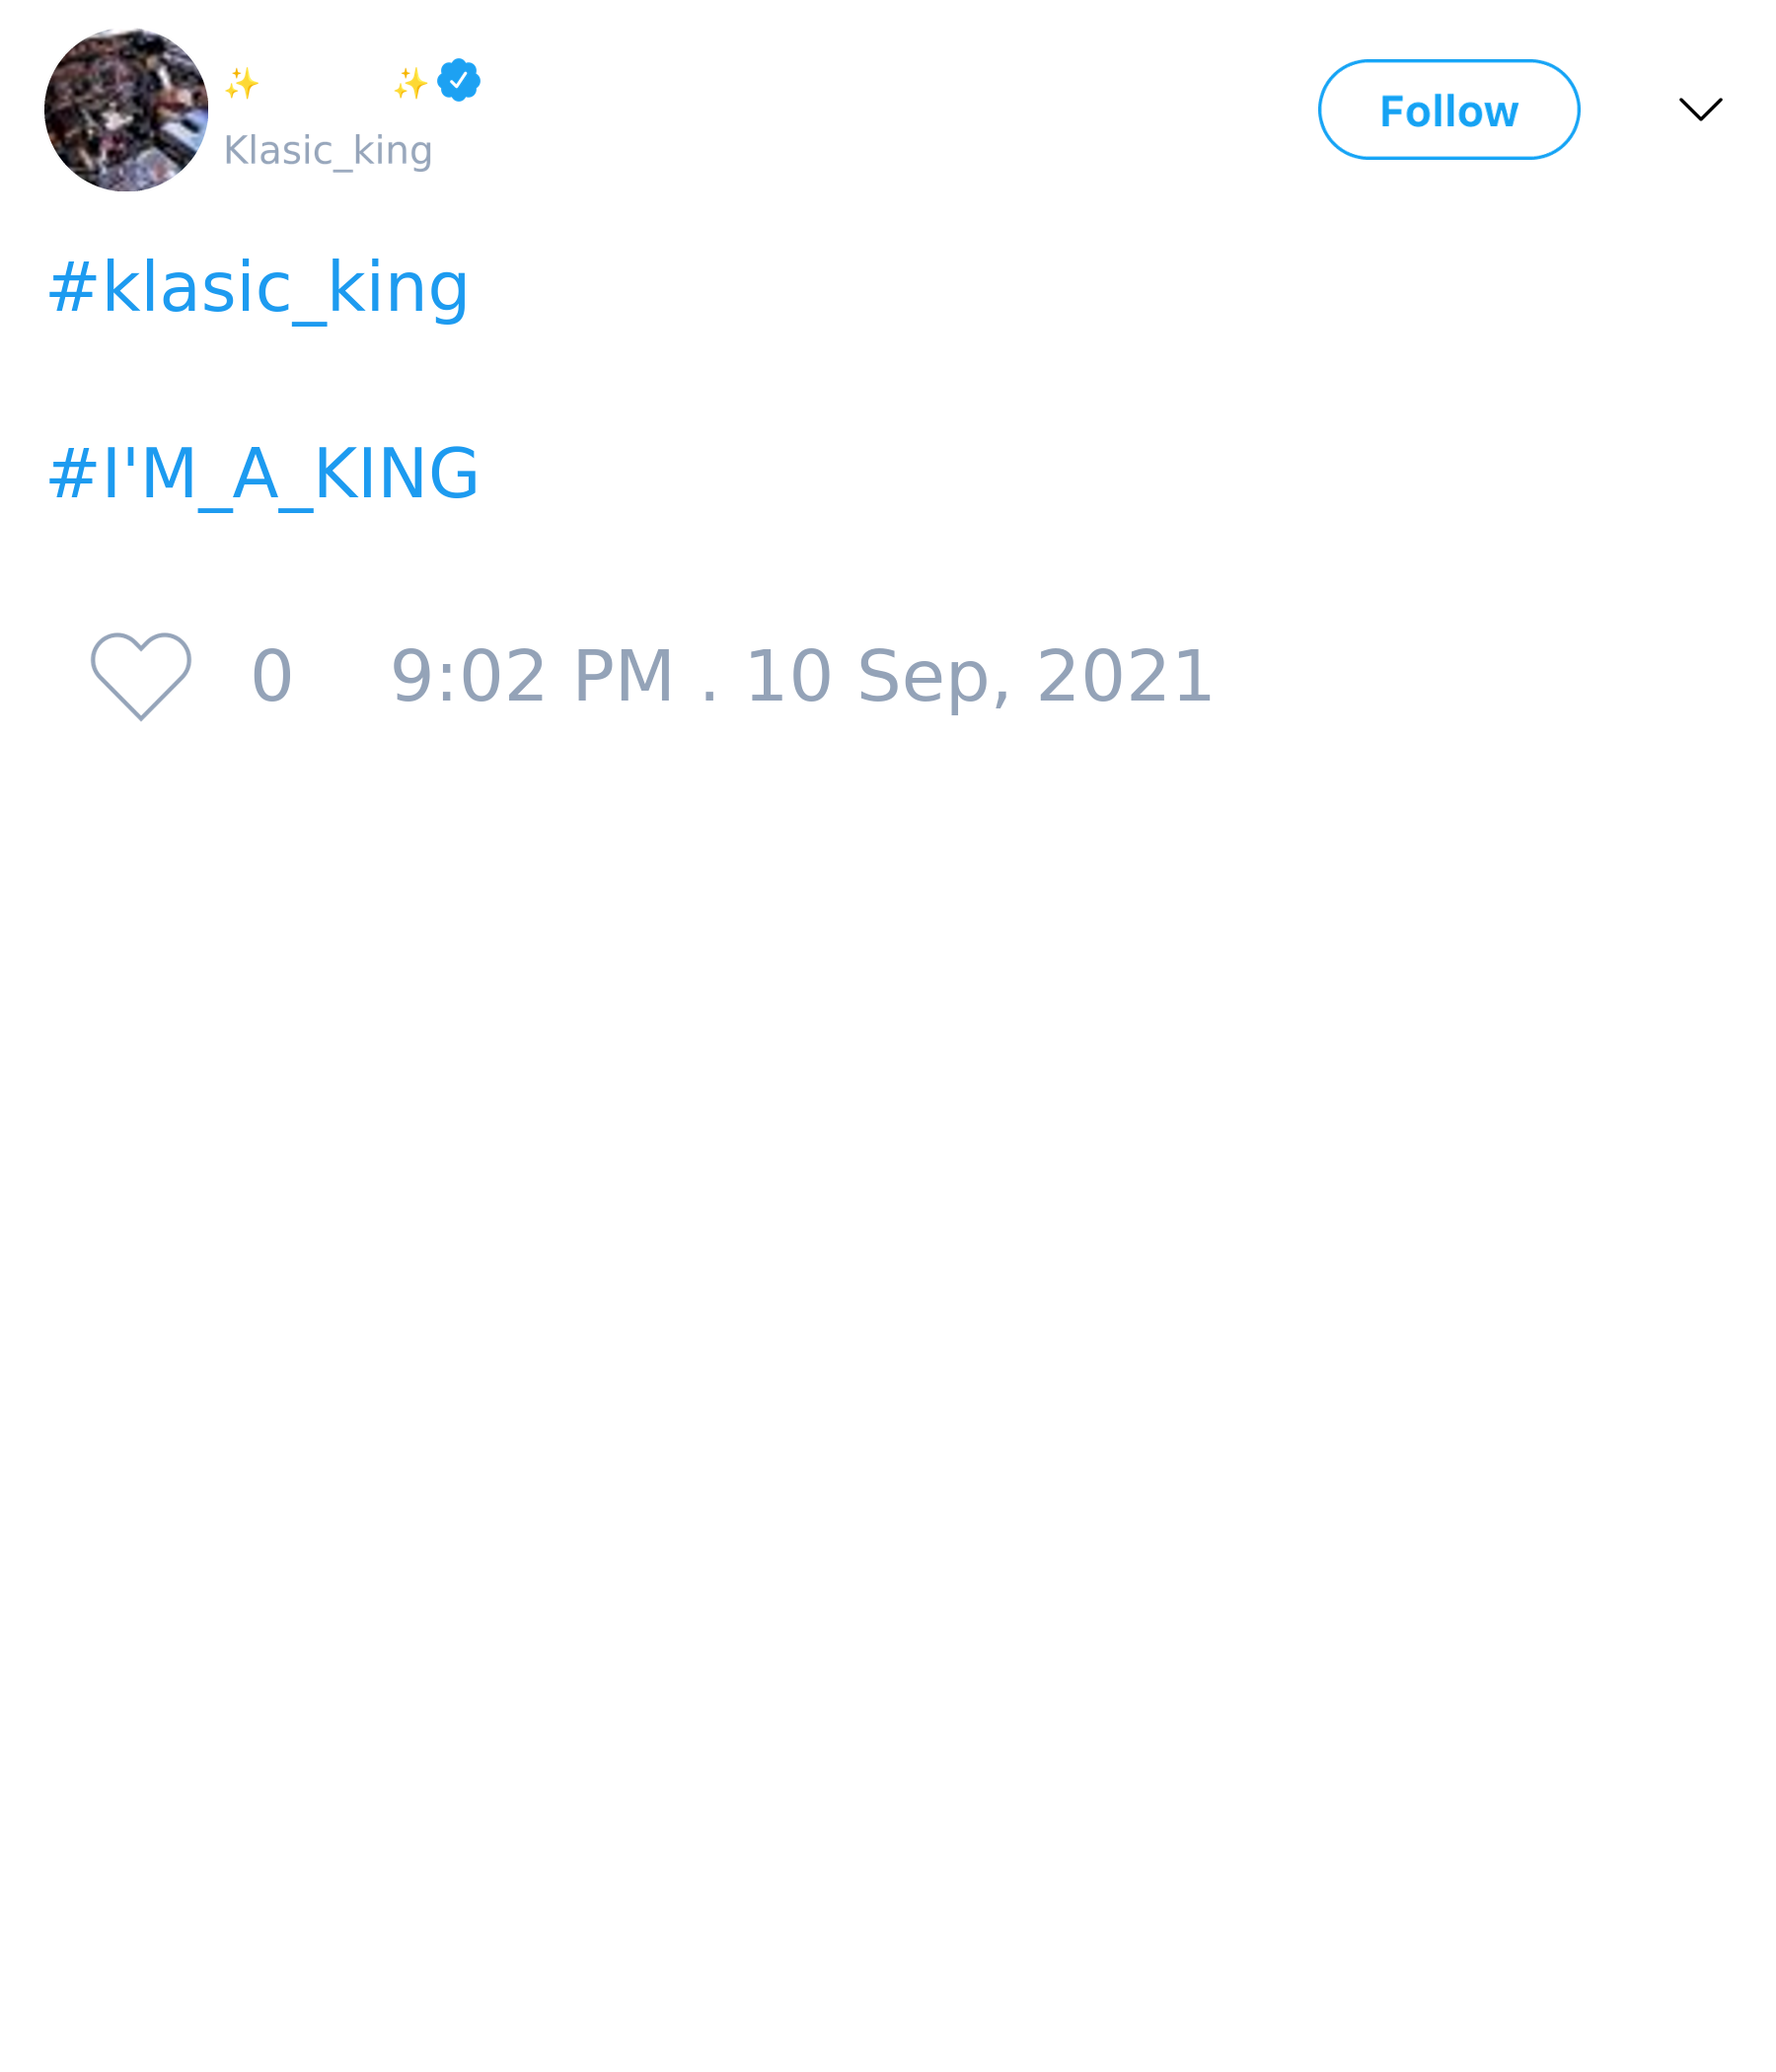 ✨ ✨
Klasic_king
Follow
#klasic_king
#I'M_A_KING
0 9:02 PM . 10 Sep, 2021